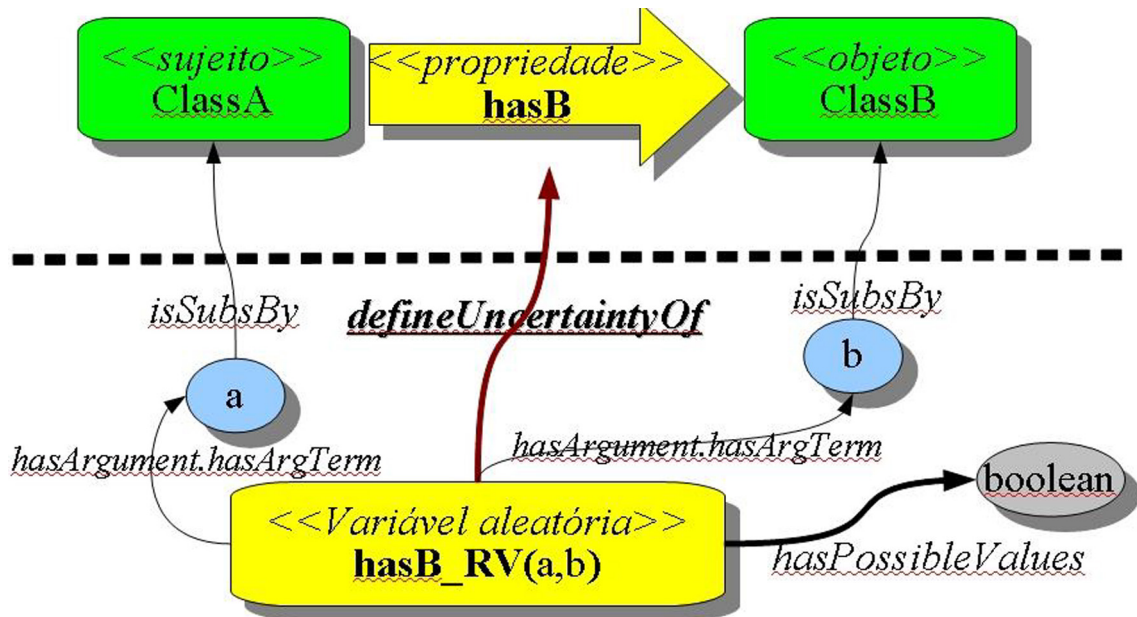 <<sujeito>>
ClassA
<<propriedade>>
hasB
<<objeto>>
ClassB
isSubsBy
defineUncertaintyOf
isSubsBy
a
b
hasArgument.hasArgTerm
hasArgument.hasArgTerm
boolean
<<Variável aleatória>>
hasB_RV(a,b)
hasPossibleValues